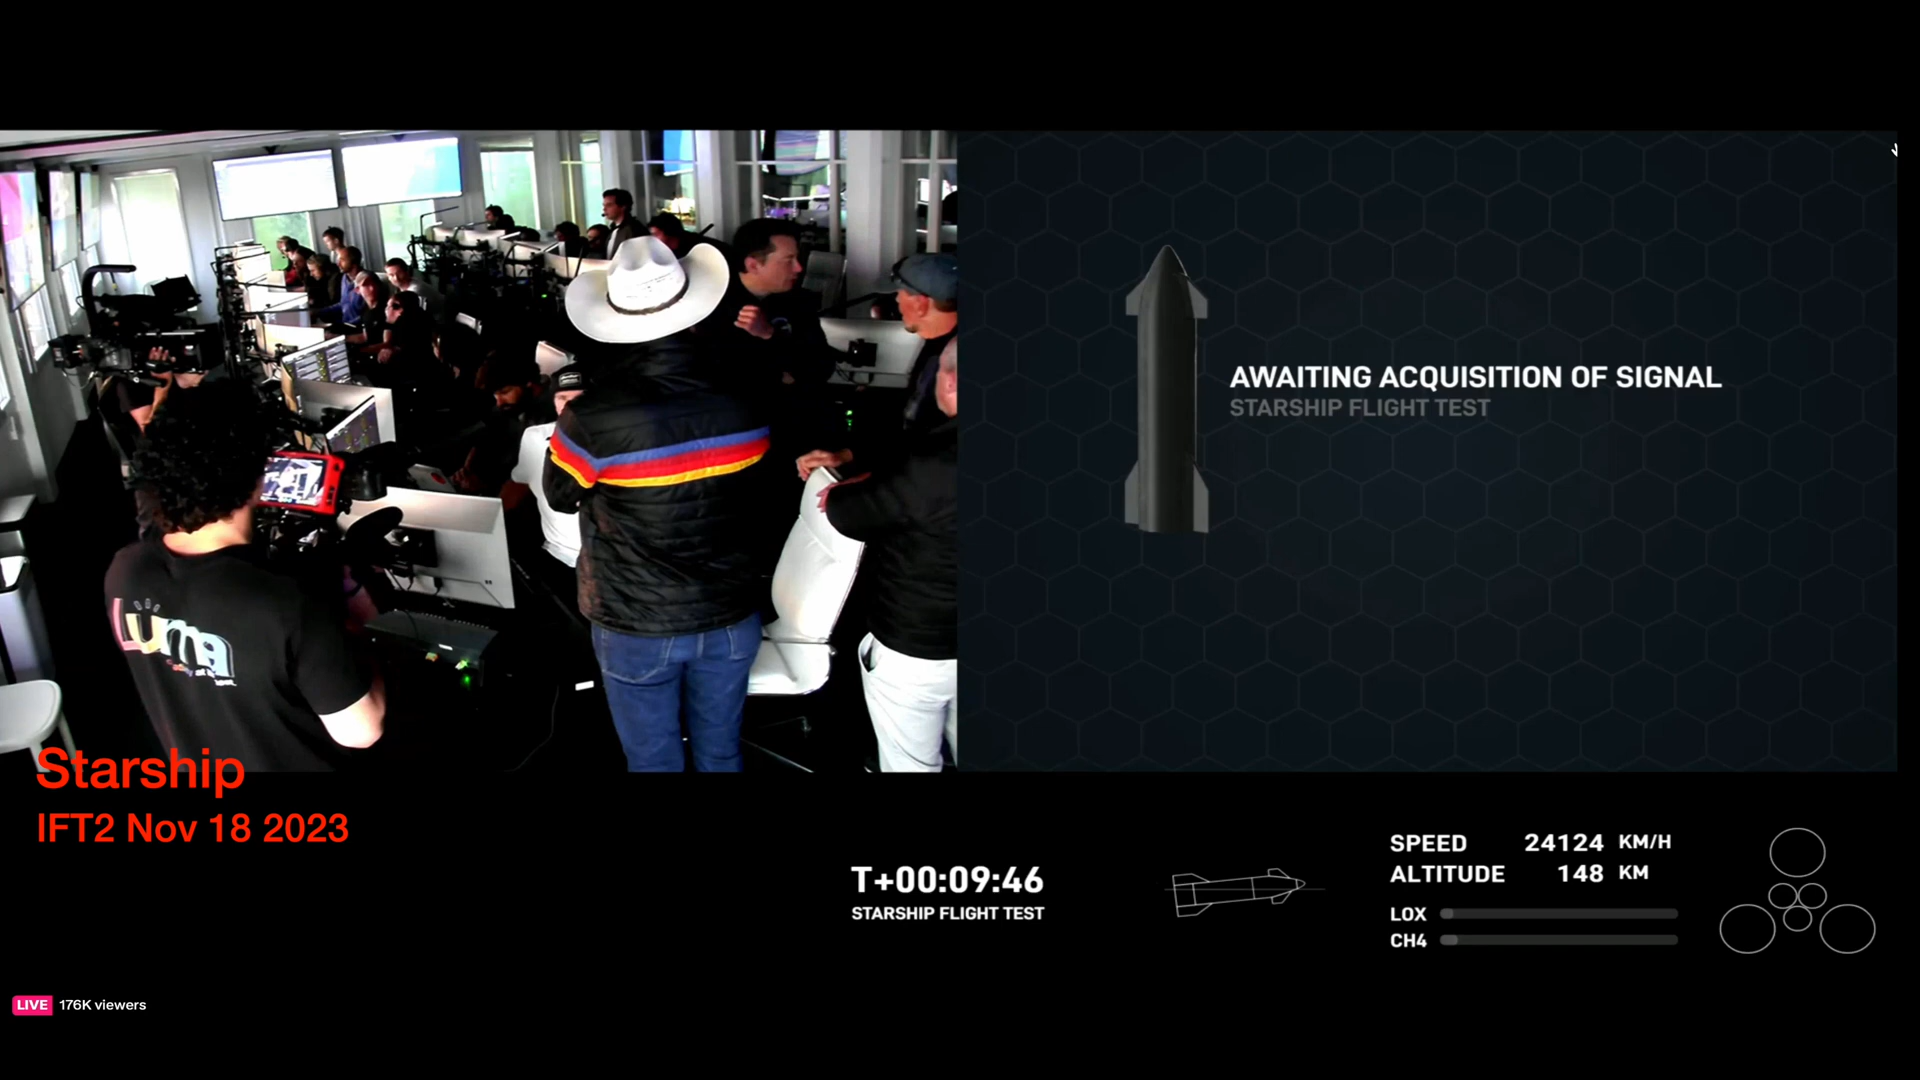 AWAITING ACQUISITION OF SIGNAL
STARSHIP FLIGHT TEST
Luma
Starship
IFT2 Nov 18 2023
T+00:09:46
STARSHIP FLIGHT TEST
SPEED 24124 KM/H
ALTITUDE 148 KM
LOX
CH4
LIVE 176K viewers